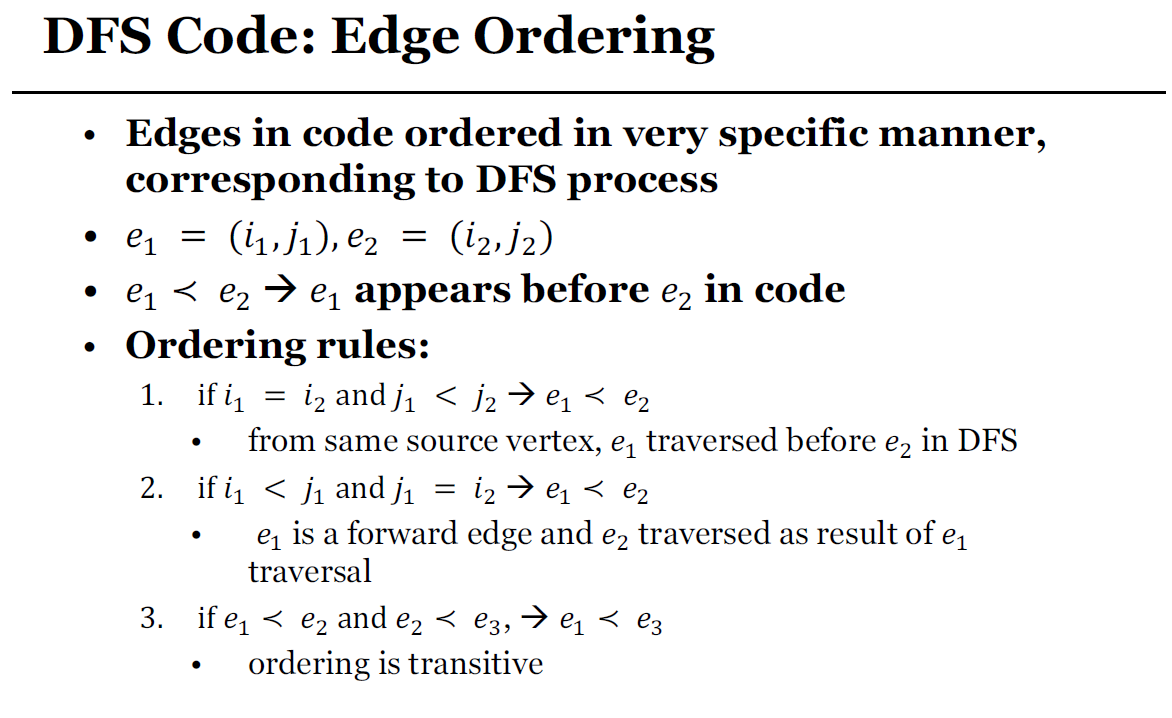 DFS Code: Edge Ordering
• Edges in code ordered in very specific manner,
corresponding to DFS process
• e₁ = (i₁, j₁), e₂ = (i₂, j₂)
• e₁ ≺ e₂ → e₁ appears before e₂ in code
• Ordering rules:
1. if i₁ = i₂ and j₁ < j₂ → e₁ ≺ e₂
• from same source vertex, e₁ traversed before e₂ in DFS
2. if i₁ < j₁ and j₁ = i₂ → e₁ ≺ e₂
• e₁ is a forward edge and e₂ traversed as result of e₁
traversal
3. if e₁ ≺ e₂ and e₂ ≺ e₃, → e₁ ≺ e₃
• ordering is transitive